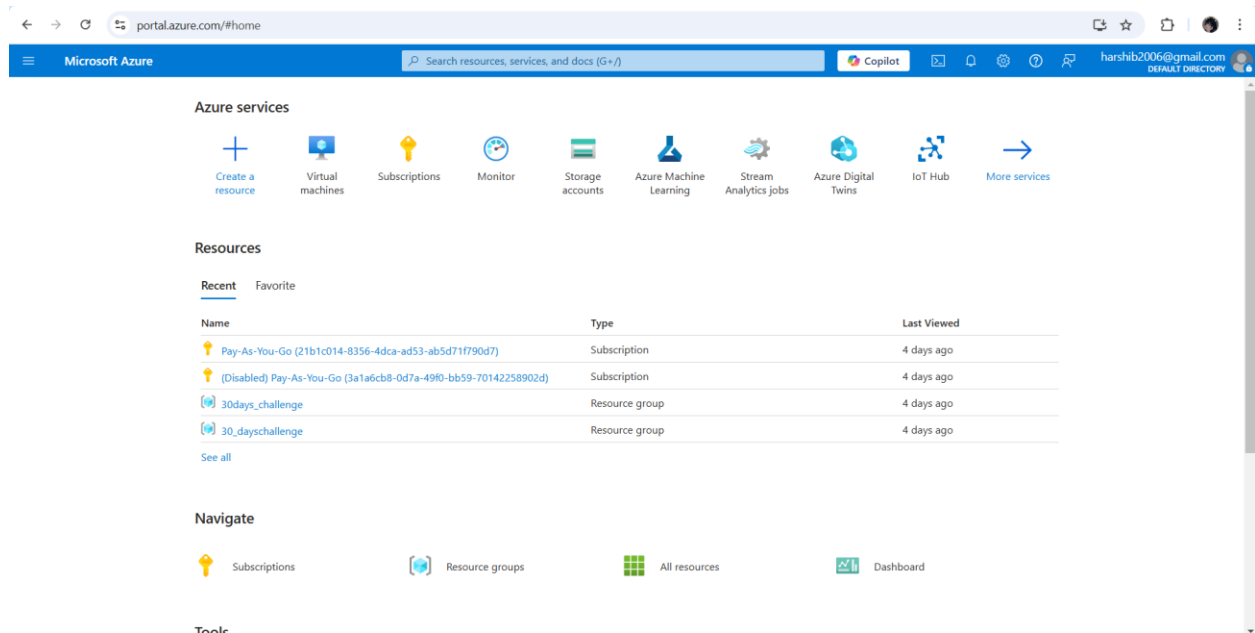 portal.azure.com/#home
Microsoft Azure
Search resources, services, and docs (G+/)
Copilot
harshib2006@gmail.com
DEFAULT DIRECTORY
Azure services
Create a
resource
Virtual
machines
Subscriptions
Monitor
Storage
accounts
Azure Machine
Learning
Stream
Analytics jobs
Azure Digital
Twins
IoT Hub
More services
Resources
Recent Favorite
Name Type Last Viewed
Pay-As-You-Go (21b1c014-8356-4dca-ad53-ab5d71f790d7) Subscription 4 days ago
(Disabled) Pay-As-You-Go (3a1a6cb8-0d7a-49f0-bb59-70142258902d) Subscription 4 days ago
30days_challenge Resource group 4 days ago
30_dayschallenge Resource group 4 days ago
See all
Navigate
Subscriptions Resource groups All resources Dashboard
Tools